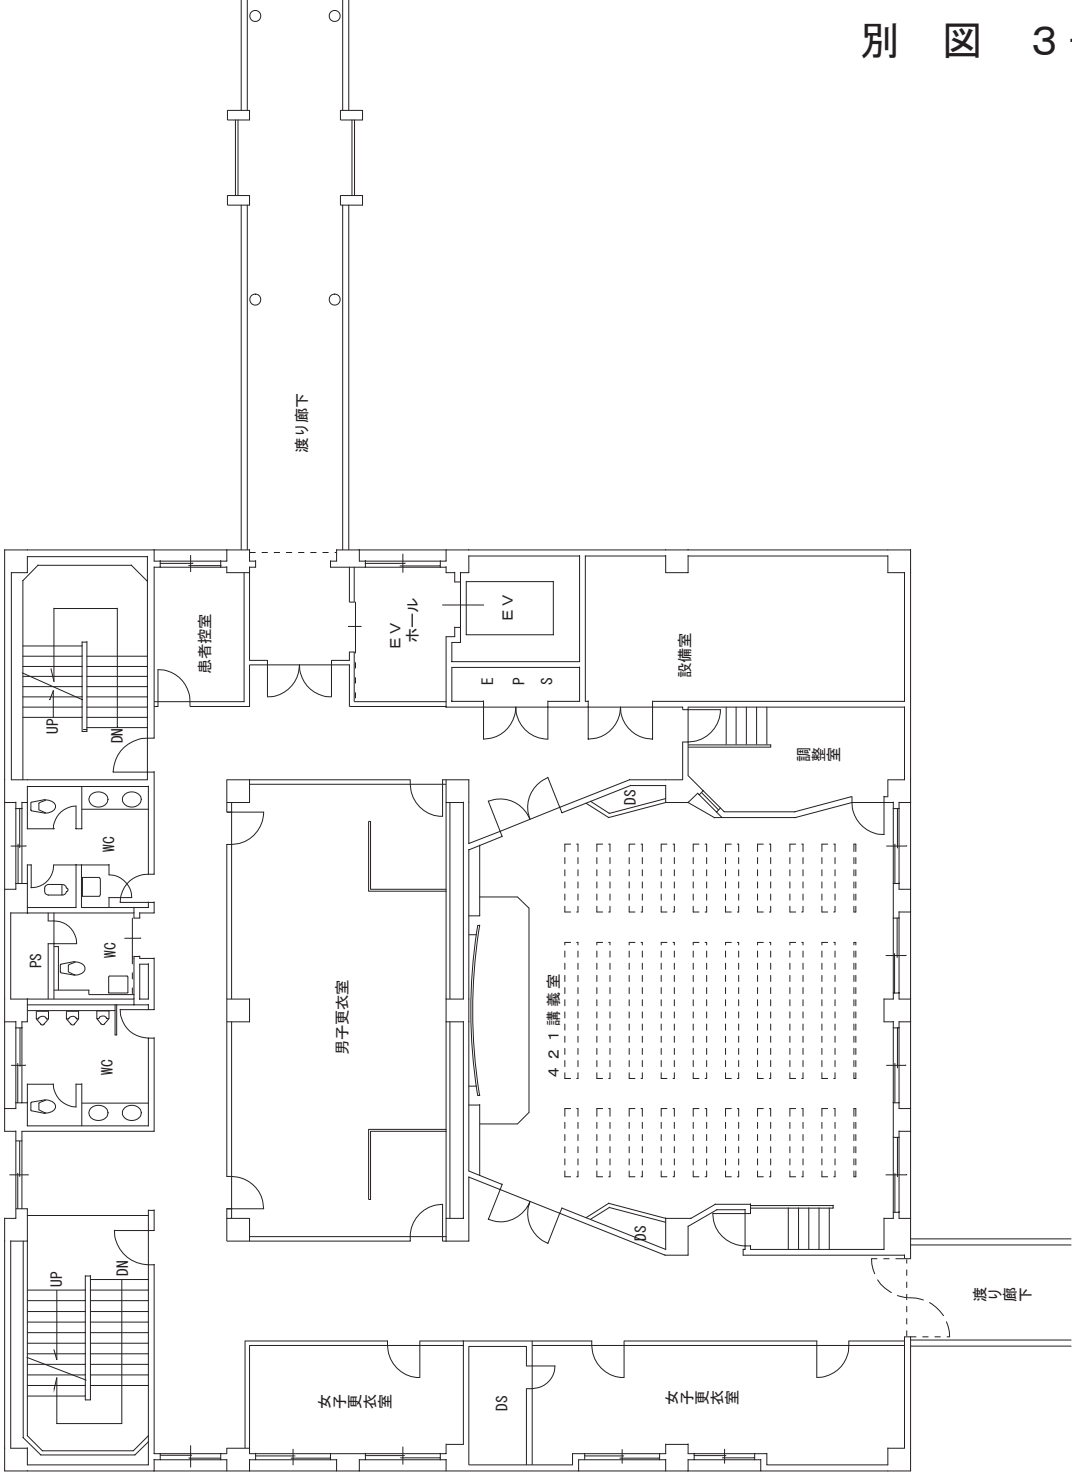 別 図 3-
渡り廊下
患者控室
EV
ホール
EV
EPS
設備室
UP
DN
調整室
DS
WC
PS
WC
WC
男子更衣室
421講義室
DS
UP
DN
渡り廊下
女子更衣室
DS
女子更衣室